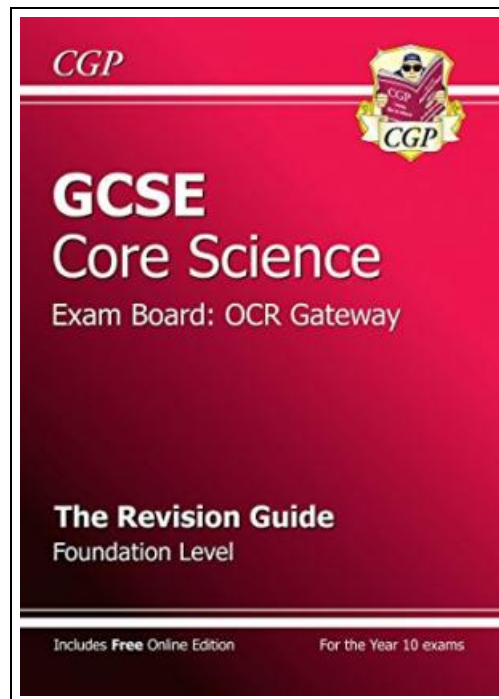 CGP
CGP
CGP
GCSE
Core Science
Exam Board: OCR Gateway
The Revision Guide
Foundation Level
Includes Free Online Edition
For the Year 10 exams